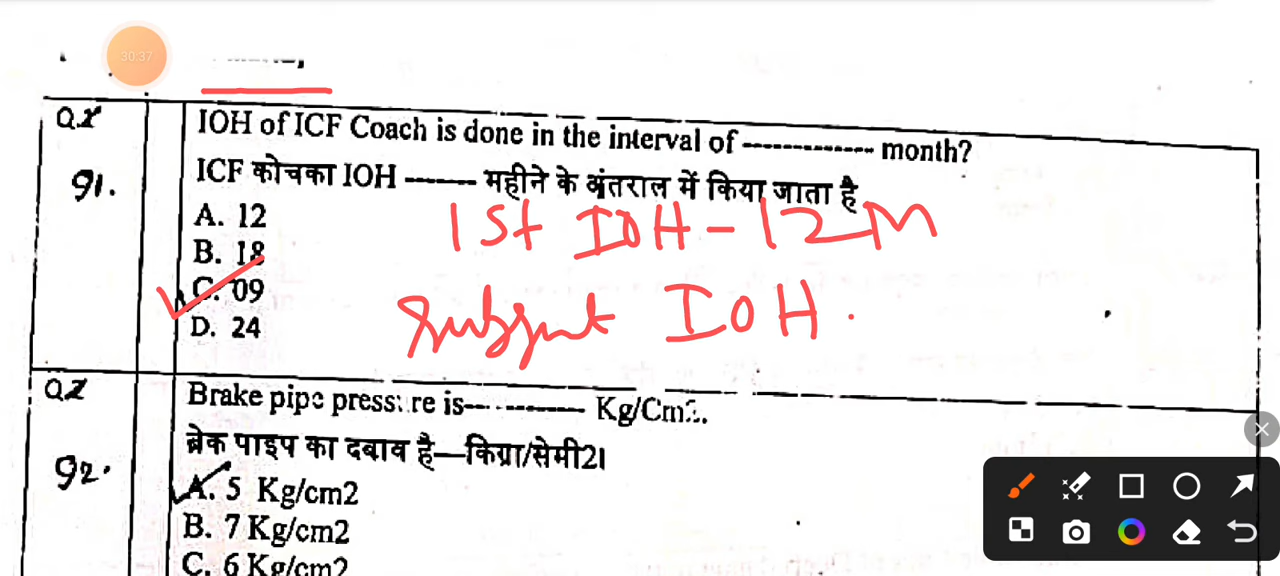 30:37
Q.1 IOH of ICF Coach is done in the interval of ------------- month?
91. ICF कोचका IOH ------- महीने के अंतराल में किया जाता है
A. 12
1st IOH - 12 M
B. 18
C. 09
IOH.
D. 24
Q2 Brake pipe pressure is------------ Kg/Cm2.
ब्रेक पाइप का दबाव है—किग्रा/सेमी2।
92.
A. 5 Kg/cm2
B. 7 Kg/cm2
C. 6 Kg/cm2